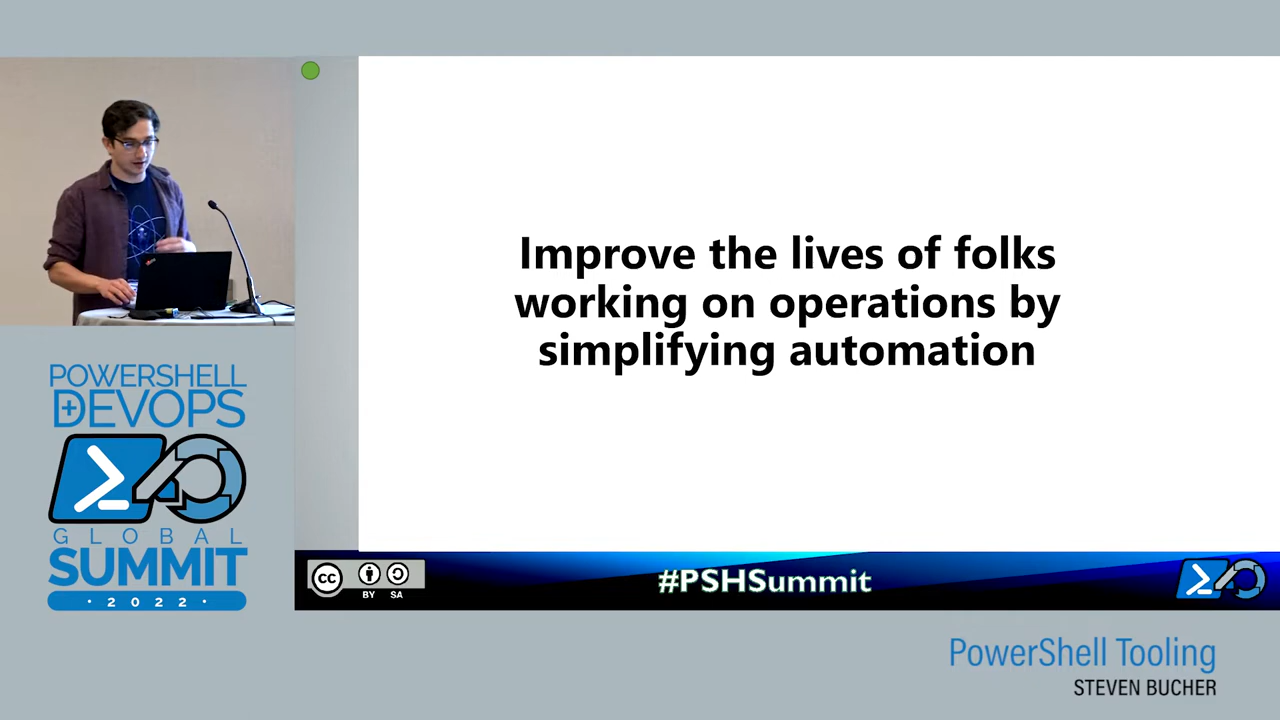 Improve the lives of folks
working on operations by
simplifying automation
POWERSHELL
DEVOPS
GLOBAL
SUMMIT
· 2022 ·
cc
BY SA
#PSHSummit
PowerShell Tooling
STEVEN BUCHER